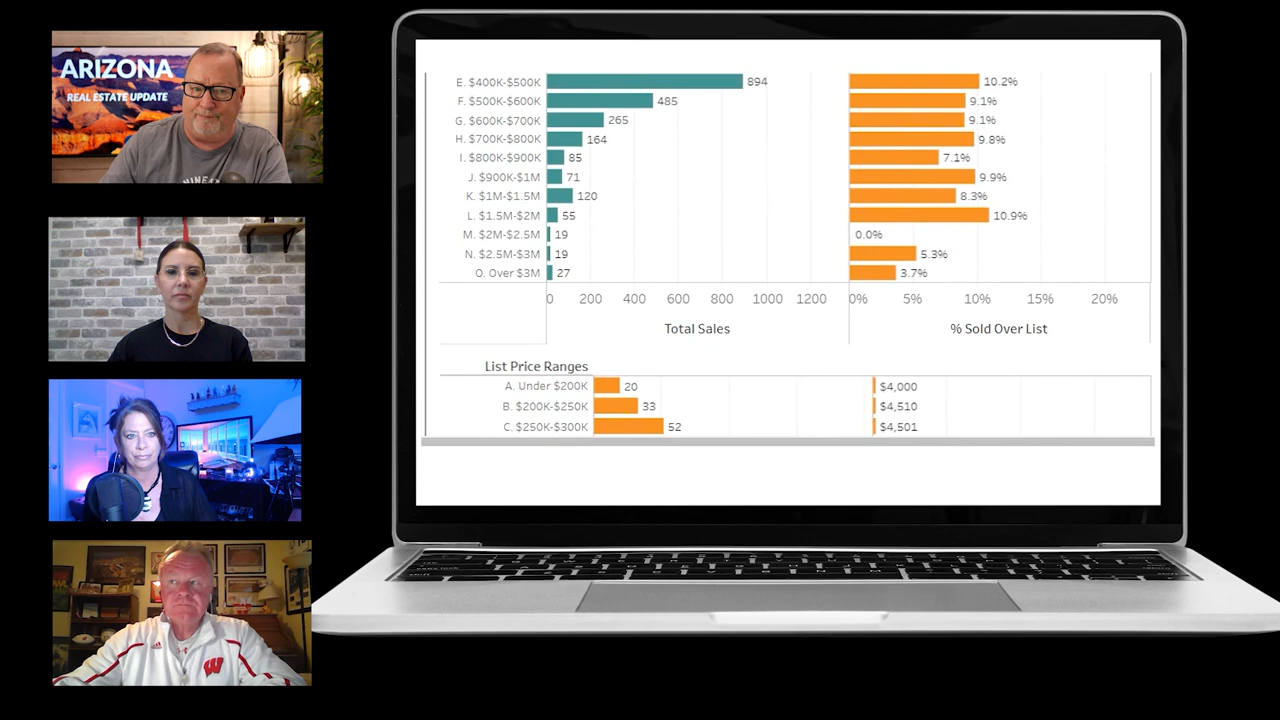 ARIZONA
REAL ESTATE UPDATE
W
E. $400K-$500K 894 10.2%
F. $500K-$600K 485 9.1%
G. $600K-$700K 265 9.1%
H. $700K-$800K 164 9.8%
I. $800K-$900K 85 7.1%
J. $900K-$1M 71 9.9%
K. $1M-$1.5M 120 8.3%
L. $1.5M-$2M 55 10.9%
M. $2M-$2.5M 19 0.0%
N. $2.5M-$3M 19 5.3%
O. Over $3M 27 3.7%
0 200 400 600 800 1000 1200 0% 5% 10% 15% 20%
Total Sales % Sold Over List
List Price Ranges
A. Under $200K 20 $4,000
B. $200K-$250K 33 $4,510
C. $250K-$300K 52 $4,501